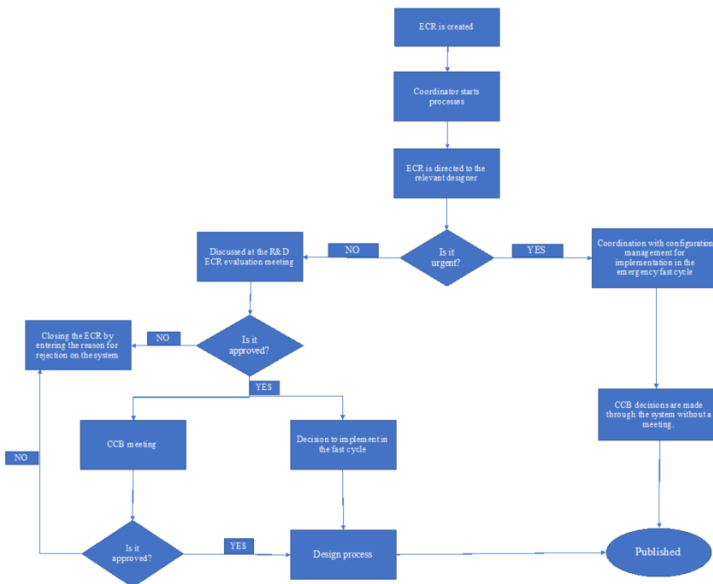 ECR is created
Coordinator starts
processes
ECR is directed to the
relevant designer
Is it
urgent?
NO
YES
Discussed at the R&D
ECR evaluation meeting
Coordination with configuration
management for
implementation in the
emergency fast cycle
Is it
approved?
NO
Closing the ECR by
entering the reason for
rejection on the system
YES
CCB meeting
Decision to implement in
the fast cycle
CCB decisions are made
through the system without a
meeting.
NO
Is it
approved?
YES
Design process
Published